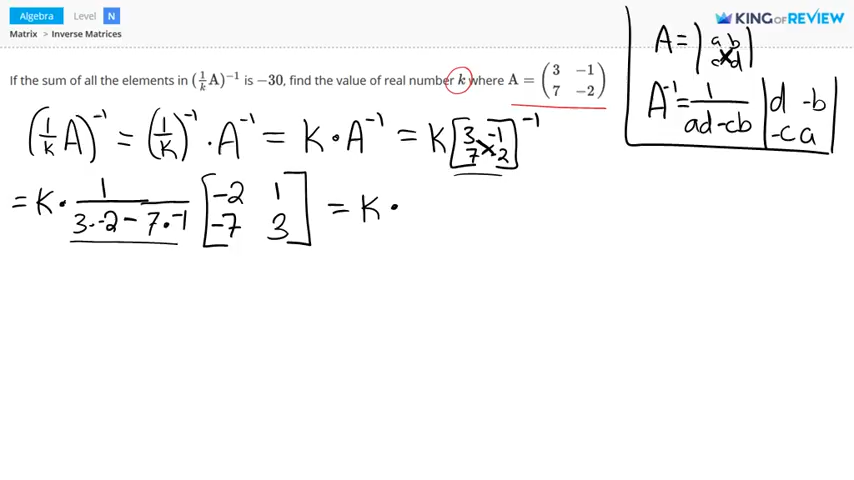 Algebra Level N
KING OF REVIEW
Matrix > Inverse Matrices
If the sum of all the elements in (1/k A)⁻¹ is −30, find the value of real number k where A = (3 −1 / 7 −2)
A = |a b / c d|
A⁻¹ = 1/(ad-cb) |d -b / -c a|
(1/k A)⁻¹ = (1/K)⁻¹ · A⁻¹ = K · A⁻¹ = K [3 -1 / 7 -2]⁻¹
= K · 1/(3·-2 - 7·-1) [-2 1 / -7 3] = K ·